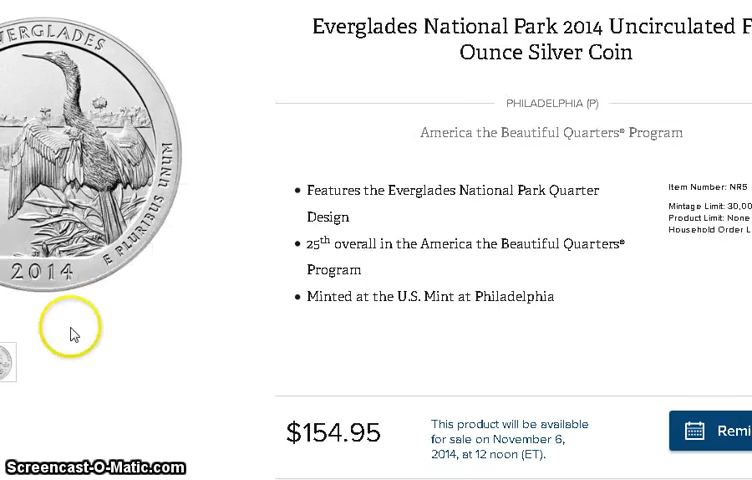 EVERGLADES
E PLURIBUS UNUM
2014
Everglades National Park 2014 Uncirculated F
Ounce Silver Coin
PHILADELPHIA (P)
America the Beautiful Quarters® Program
• Features the Everglades National Park Quarter
Design
Item Number: NR5
Mintage Limit: 30,00
Product Limit: None
Household Order L
• 25th overall in the America the Beautiful Quarters®
Program
• Minted at the U.S. Mint at Philadelphia
$154.95
This product will be available
for sale on November 6,
2014, at 12 noon (ET).
Remi
Screencast-O-Matic.com